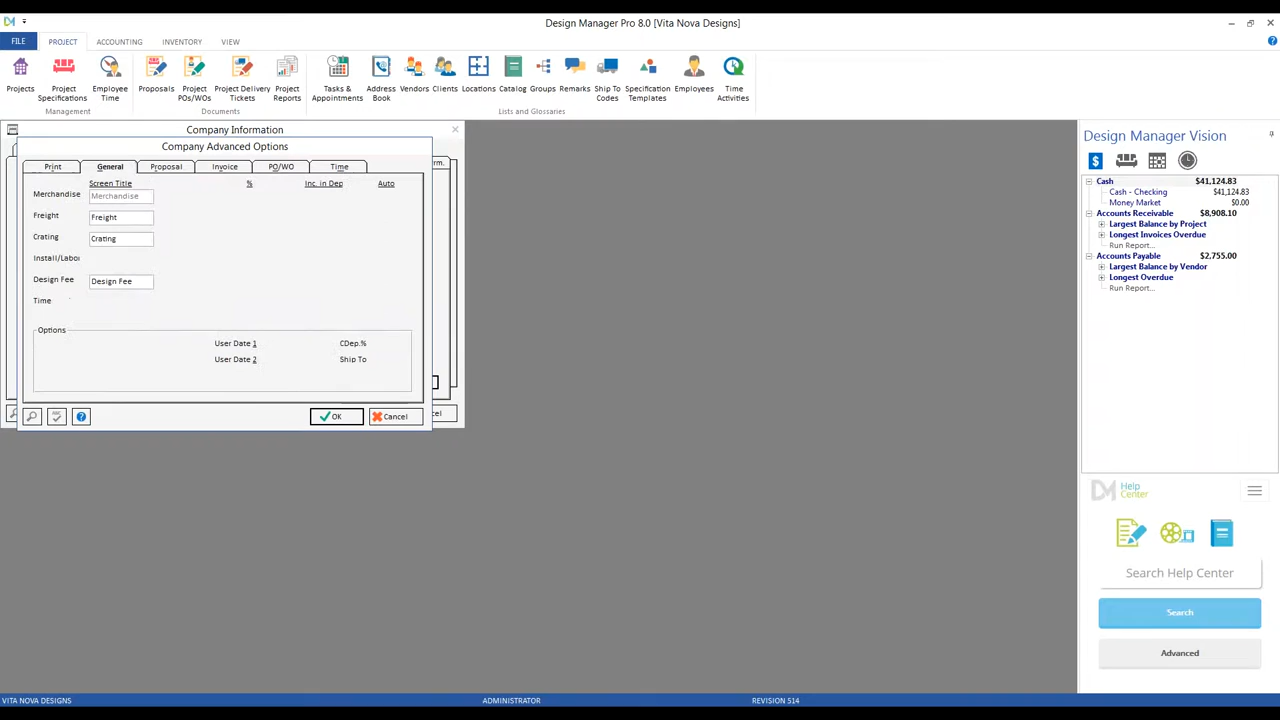 Design Manager Pro 8.0 [Vita Nova Designs]
FILE PROJECT ACCOUNTING INVENTORY VIEW
Projects
Project Specifications
Employee Time
Proposals
Project POs/WOs
Project Delivery Tickets
Project Reports
Tasks & Appointments
Address Book
Vendors
Clients
Locations
Catalog
Groups
Remarks
Ship To Codes
Specification Templates
Employees
Time Activities
Management
Documents
Lists and Glossaries
Company Information
Company Advanced Options
Print General Proposal Invoice PO/WO Time
rm.
Screen Title % Inc. in Dep Auto
Merchandise Merchandise
Freight Freight
Crating Crating
Install/Labor
Design Fee Design Fee
Time
Options
User Date 1 CDep.%
User Date 2 Ship To
OK Cancel
cel
Design Manager Vision
Cash $41,124.83
Cash - Checking $41,124.83
Money Market $0.00
Accounts Receivable $8,908.10
Largest Balance by Project
Longest Invoices Overdue
Run Report...
Accounts Payable $2,755.00
Largest Balance by Vendor
Longest Overdue
Run Report...
DM Help Center
Search Help Center
Search
Advanced
VITA NOVA DESIGNS ADMINISTRATOR REVISION 514